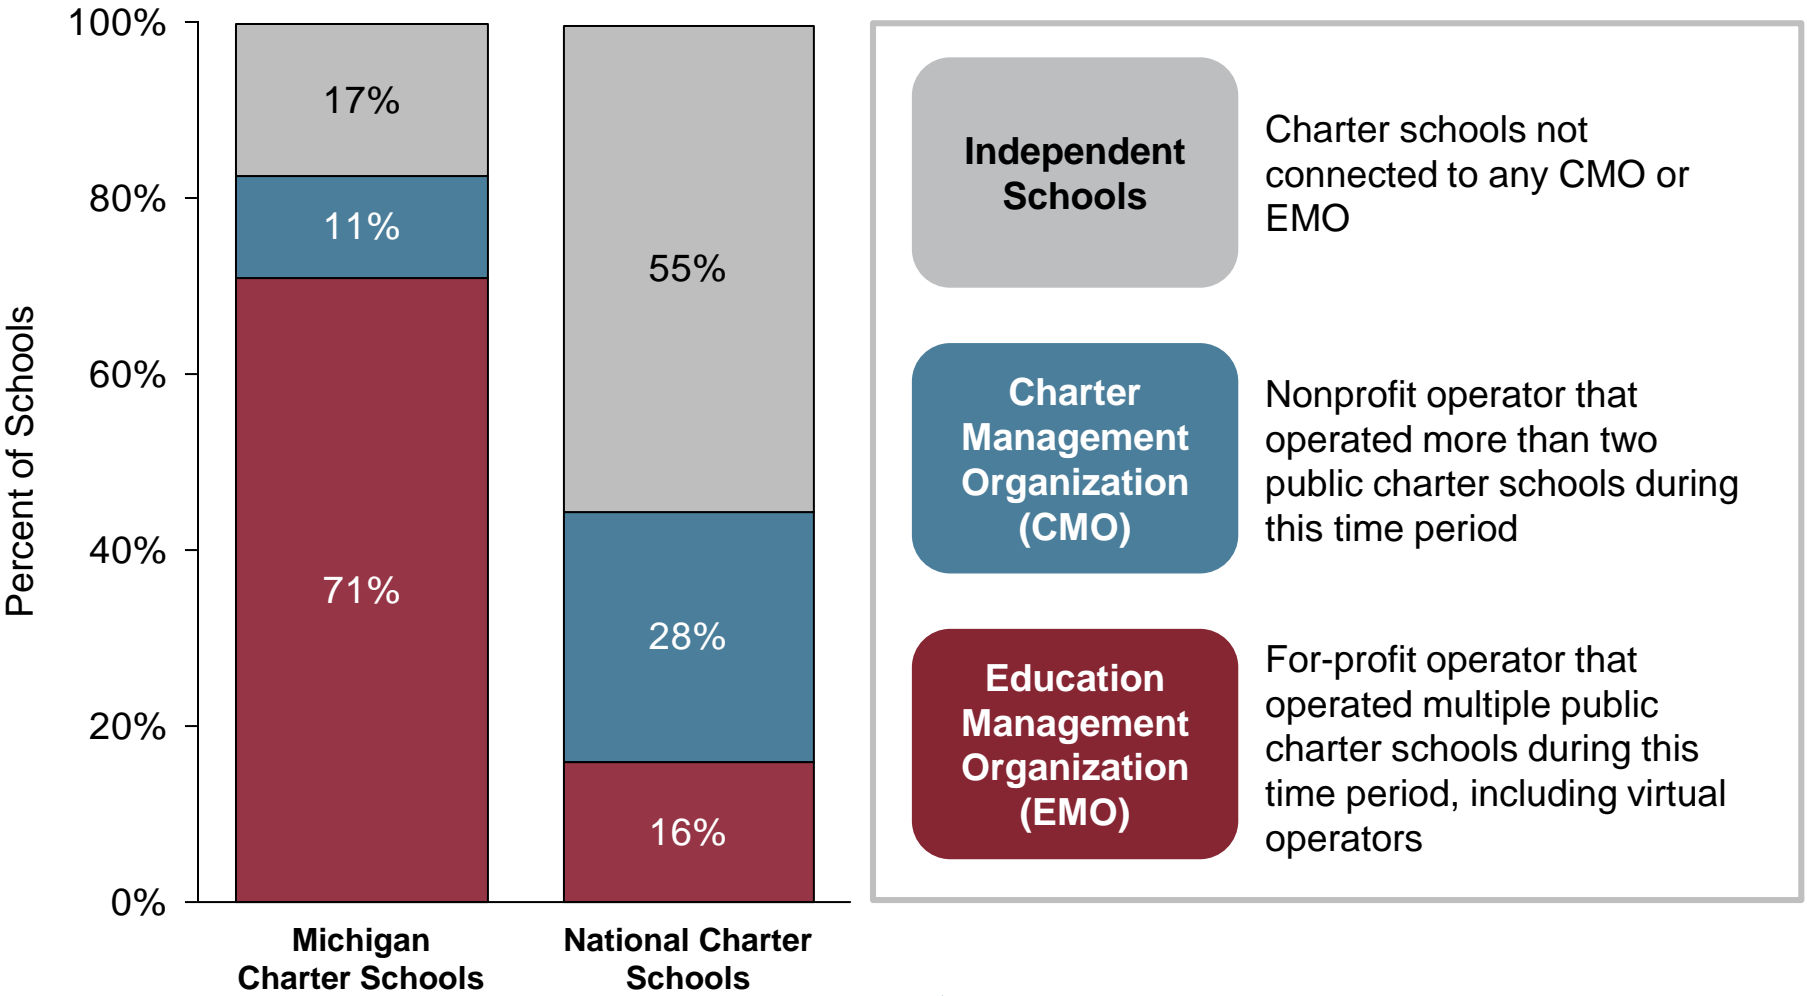 100%
80%
60%
40%
20%
0%
Percent of Schools
17%
11%
71%
55%
28%
16%
Michigan
Charter Schools
National Charter
Schools
Independent
Schools
Charter schools not
connected to any CMO or
EMO
Charter
Management
Organization
(CMO)
Nonprofit operator that
operated more than two
public charter schools during
this time period
Education
Management
Organization
(EMO)
For-profit operator that
operated multiple public
charter schools during this
time period, including virtual
operators